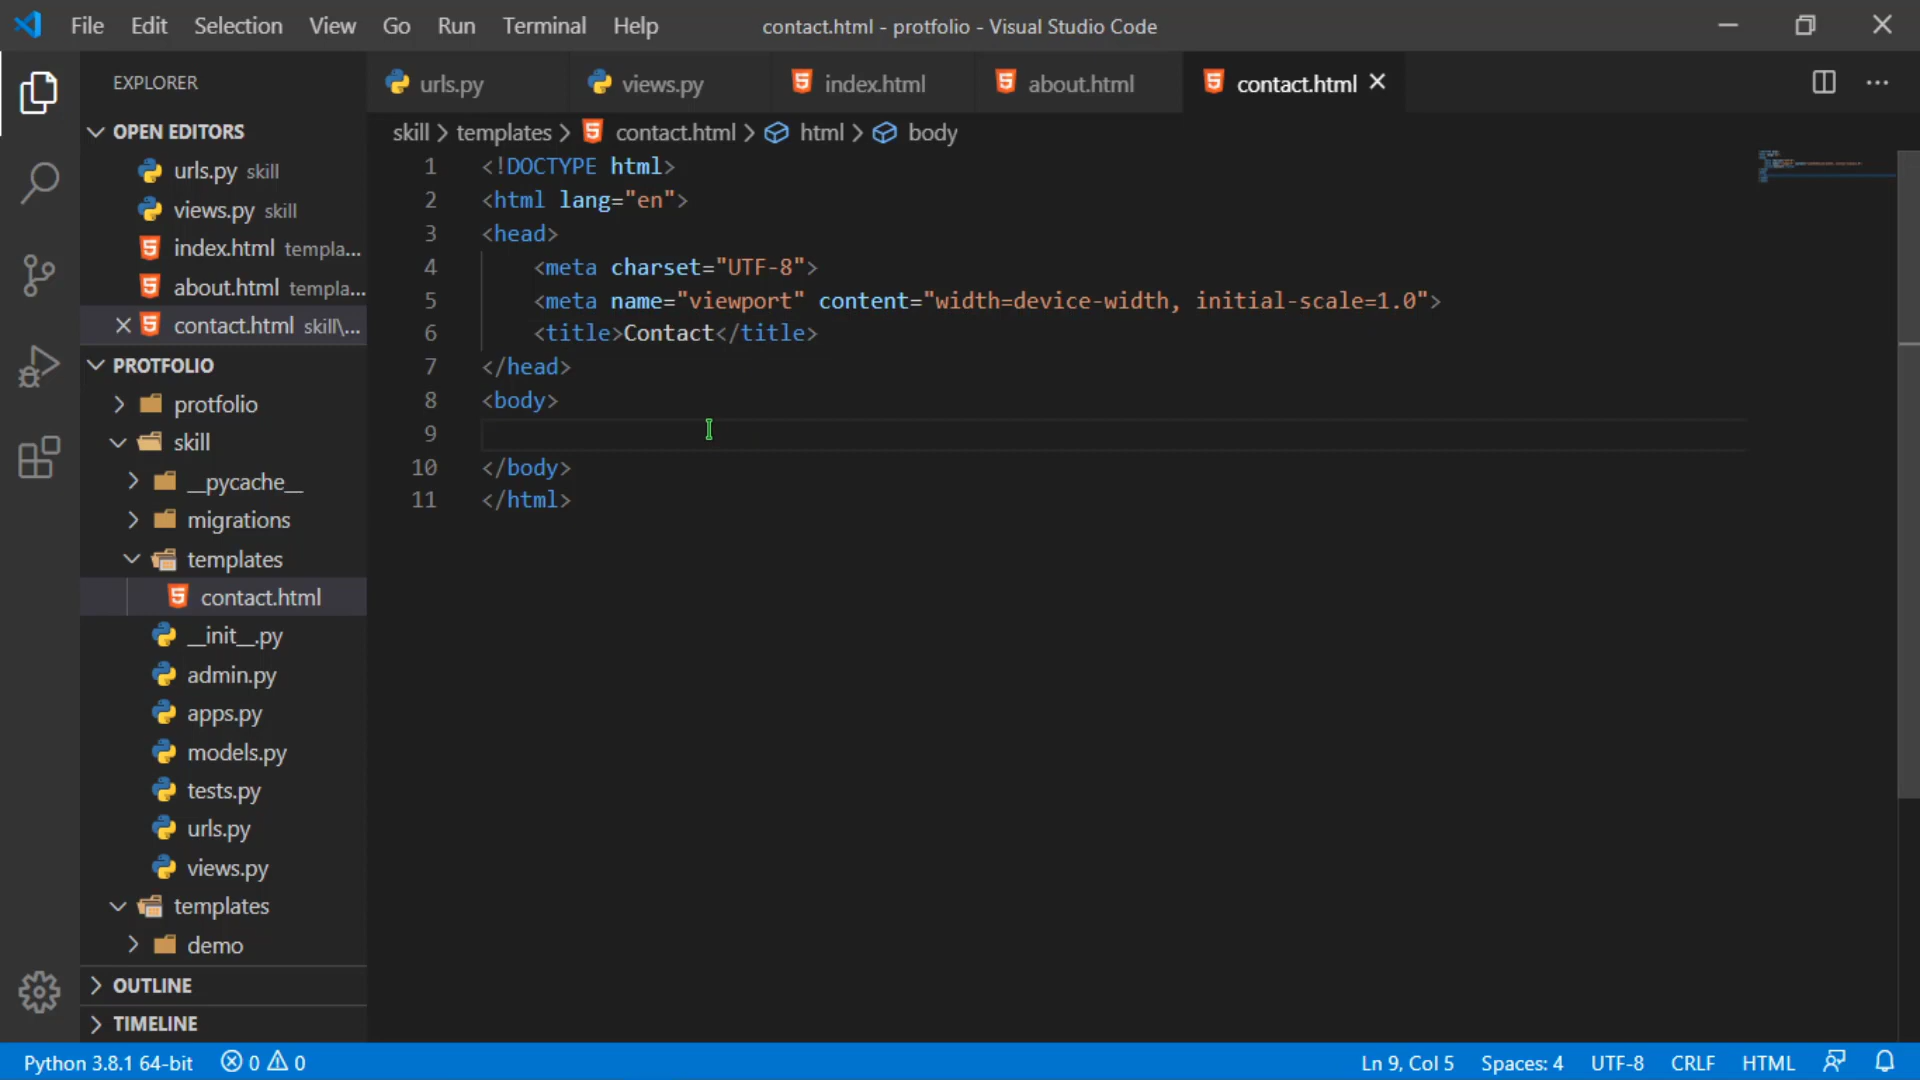 File Edit Selection View Go Run Terminal Help contact.html - protfolio - Visual Studio Code
EXPLORER
urls.py views.py index.html about.html contact.html
OPEN EDITORS
skill > templates > contact.html > html > body
urls.py skill
views.py skill
index.html templa...
about.html templa...
contact.html skill\...
PROTFOLIO
protfolio
skill
__pycache__
migrations
templates
contact.html
__init__.py
admin.py
apps.py
models.py
tests.py
urls.py
views.py
templates
demo
OUTLINE
TIMELINE
1 <!DOCTYPE html>
2 <html lang="en">
3 <head>
4 <meta charset="UTF-8">
5 <meta name="viewport" content="width=device-width, initial-scale=1.0">
6 <title>Contact</title>
7 </head>
8 <body>
9
10 </body>
11 </html>
Python 3.8.1 64-bit 0 0 Ln 9, Col 5 Spaces: 4 UTF-8 CRLF HTML